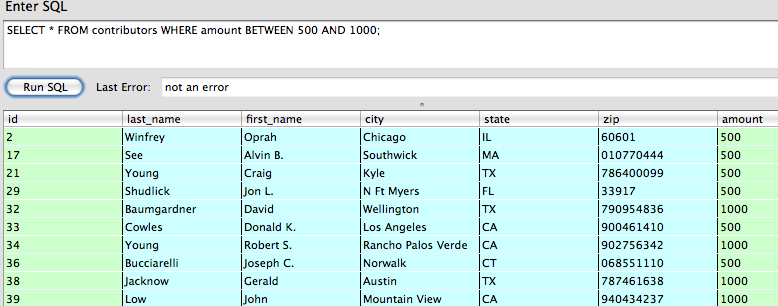 Enter SQL
SELECT * FROM contributors WHERE amount BETWEEN 500 AND 1000;
Run SQL Last Error: not an error
id last_name first_name city state zip amount
2 Winfrey Oprah Chicago IL 60601 500
17 See Alvin B. Southwick MA 010770444 500
21 Young Craig Kyle TX 786400099 500
29 Shudlick Jon L. N Ft Myers FL 33917 500
32 Baumgardner David Wellington TX 790954836 1000
33 Cowles Donald K. Los Angeles CA 900461410 500
34 Young Robert S. Rancho Palos Verde CA 902756342 1000
36 Bucciarelli Joseph C. Norwalk CT 068551110 500
38 Jacknow Gerald Austin TX 787461638 1000
39 Low John Mountain View CA 940434237 1000